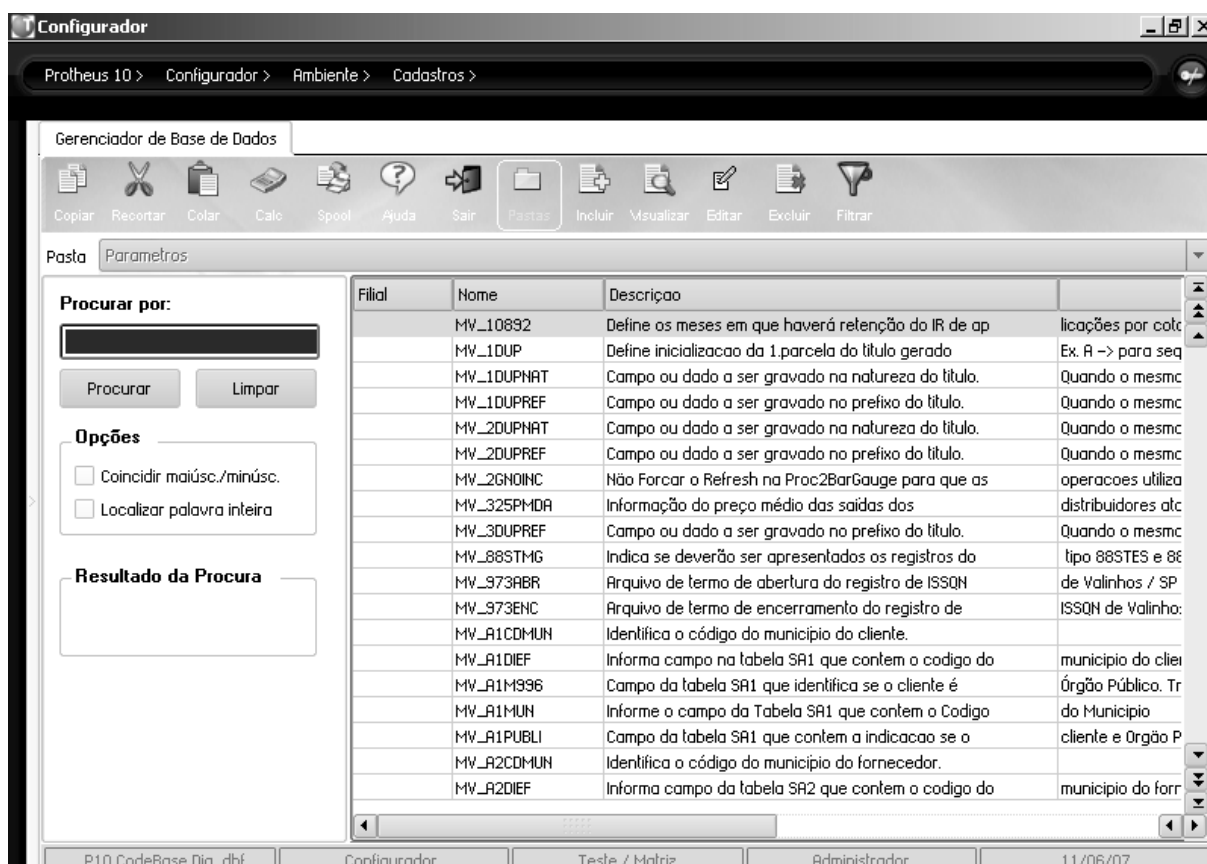 Configurador
Protheus 10 > Configurador > Ambiente > Cadastros >
Gerenciador de Base de Dados
Copiar Recortar Colar Calc Spool Ajuda Sair Pastas Incluir Visualizar Editar Excluir Filtrar
Pasta Parametros
Procurar por:
Procurar Limpar
Opções
Coincidir maiúsc./minúsc.
Localizar palavra inteira
Resultado da Procura
Filial Nome Descriçao
MV_10892 Define os meses em que haverá retenção do IR de ap licações por coto
MV_1DUP Define inicializacao da 1.parcela do titulo gerado Ex. A -> para seq
MV_1DUPNAT Campo ou dado a ser gravado na natureza do titulo. Quando o mesmo
MV_1DUPREF Campo ou dado a ser gravado no prefixo do titulo. Quando o mesmo
MV_2DUPNAT Campo ou dado a ser gravado na natureza do titulo. Quando o mesmo
MV_2DUPREF Campo ou dado a ser gravado no prefixo do titulo. Quando o mesmo
MV_2GNOINC Não Forcar o Refresh na Proc2BarGauge para que as operacoes utiliza
MV_325PMDA Informação do preço médio das saídas dos distribuidores atc
MV_3DUPREF Campo ou dado a ser gravado no prefixo do titulo. Quando o mesmo
MV_88STMG Indica se deverão ser apresentados os registros do tipo 88STES e 88
MV_973ABR Arquivo de termo de abertura do registro de ISSQN de Valinhos / SP
MV_973ENC Arquivo de termo de encerramento do registro de ISSQN de Valinhos
MV_A1CDMUN Identifica o código do município do cliente.
MV_A1DIEF Informa campo na tabela SA1 que contem o codigo do municipio do clier
MV_A1M996 Campo da tabela SA1 que identifica se o cliente é Órgão Público. Tr
MV_A1MUN Informe o campo da Tabela SA1 que contem o Codigo do Municipio
MV_A1PUBLI Campo da tabela SA1 que contem a indicacao se o cliente e Orgão P
MV_A2CDMUN Identifica o código do município do fornecedor.
MV_A2DIEF Informa campo da tabela SA2 que contem o codigo do municipio do forr
P10 CodeBase Dia .dbf Configurador Teste / Matriz Administrador 11/06/07